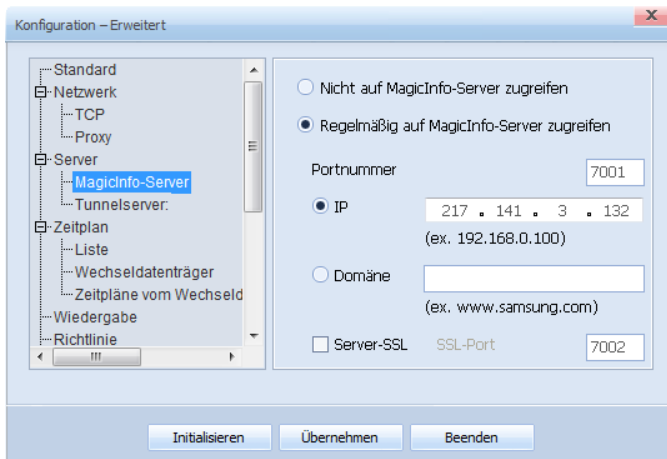 Konfiguration – Erweitert
x
Standard
Netzwerk
TCP
Proxy
Server
MagicInfo-Server
Tunnelserver:
Zeitplan
Liste
Wechseldatenträger
Zeitpläne vom Wechseld
Wiedergabe
Richtlinie
Nicht auf MagicInfo-Server zugreifen
Regelmäßig auf MagicInfo-Server zugreifen
Portnummer 7001
IP 217 . 141 . 3 . 132
(ex. 192.168.0.100)
Domäne
(ex. www.samsung.com)
Server-SSL SSL-Port 7002
Initialisieren Übernehmen Beenden